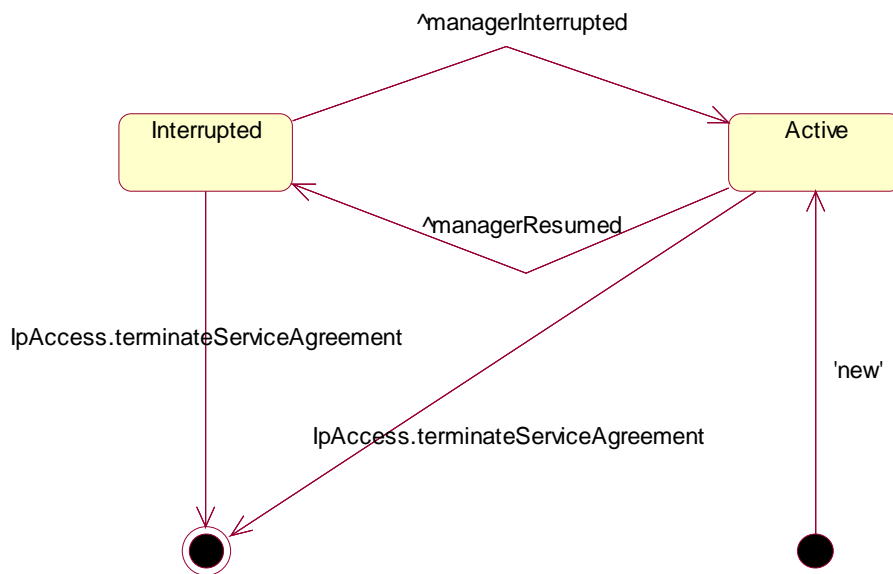 ^managerInterrupted
Interrupted
Active
^managerResumed
IpAccess.terminateServiceAgreement
'new'
IpAccess.terminateServiceAgreement